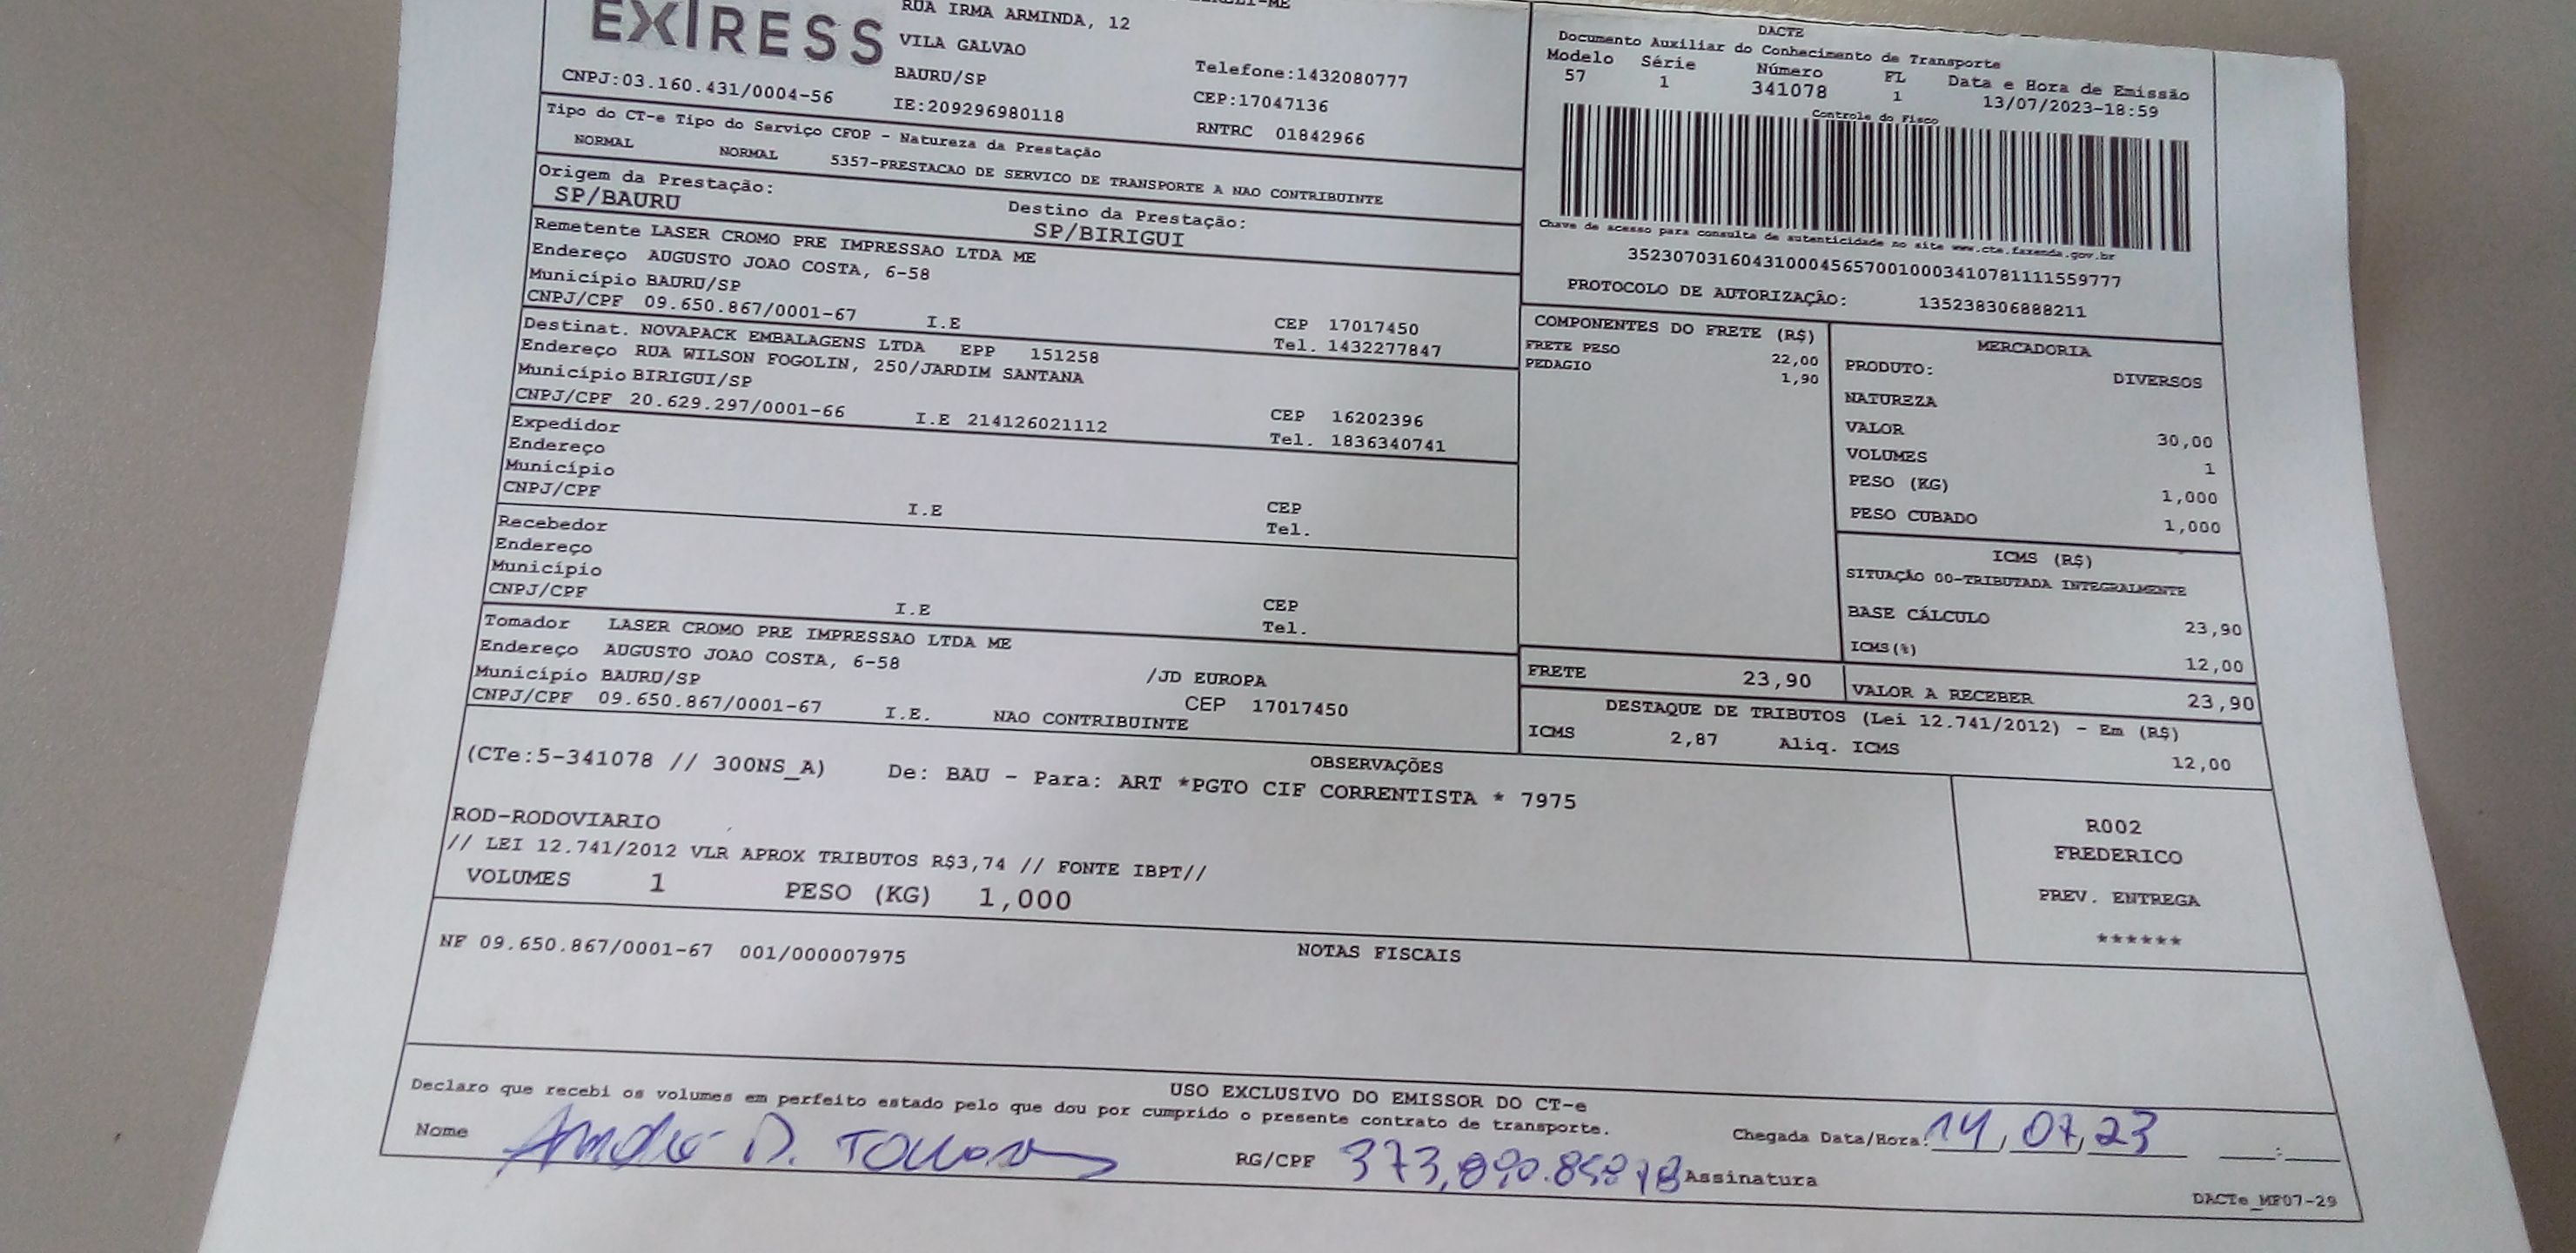 EXPRESS
RUA IRMA ARMINDA, 12
VILA GALVAO
BAURU/SP
Telefone:1432080777
CNPJ:03.160.431/0004-56
IE:209296980118
CEP:17047136
RNTRC 01842966
DACTE
Documento Auxiliar do Conhecimento de Transporte
Modelo Série Número FL Data e Hora de Emissão
57 1 341078 1 13/07/2023-18:59
Controle do Fisco
Chave de acesso para consulta de autenticidade no site www.cte.fazenda.gov.br
35230703160431000456570010003410781111559777
PROTOCOLO DE AUTORIZAÇÃO: 135238306888211
Tipo do CT-e Tipo do Serviço CFOP - Natureza da Prestação
NORMAL NORMAL 5357-PRESTACAO DE SERVICO DE TRANSPORTE A NAO CONTRIBUINTE
Origem da Prestação: Destino da Prestação:
SP/BAURU SP/BIRIGUI
Remetente LASER CROMO PRE IMPRESSAO LTDA ME
Endereço AUGUSTO JOAO COSTA, 6-58
Município BAURU/SP CEP 17017450
CNPJ/CPF 09.650.867/0001-67 I.E Tel. 1432277847
Destinat. NOVAPACK EMBALAGENS LTDA EPP 151258
Endereço RUA WILSON FOGOLIN, 250/JARDIM SANTANA
Município BIRIGUI/SP CEP 16202396
CNPJ/CPF 20.629.297/0001-66 I.E 214126021112 Tel. 1836340741
Expedidor
Endereço
Município CEP
CNPJ/CPF I.E Tel.
Recebedor
Endereço
Município CEP
CNPJ/CPF I.E Tel.
Tomador LASER CROMO PRE IMPRESSAO LTDA ME
Endereço AUGUSTO JOAO COSTA, 6-58 /JD EUROPA
Município BAURU/SP CEP 17017450
CNPJ/CPF 09.650.867/0001-67 I.E. NAO CONTRIBUINTE
COMPONENTES DO FRETE (R$)
FRETE PESO 22,00
PEDAGIO 1,90
MERCADORIA
PRODUTO: DIVERSOS
NATUREZA
VALOR 30,00
VOLUMES 1
PESO (KG) 1,000
PESO CUBADO 1,000
ICMS (R$)
SITUAÇÃO 00-TRIBUTADA INTEGRALMENTE
BASE CÁLCULO 23,90
ICMS(%) 12,00
FRETE 23,90 VALOR A RECEBER 23,90
DESTAQUE DE TRIBUTOS (Lei 12.741/2012) - Em (R$)
ICMS 2,87 Aliq. ICMS 12,00
OBSERVAÇÕES
(CTe:5-341078 // 300NS_A) De: BAU - Para: ART *PGTO CIF CORRENTISTA * 7975
ROD-RODOVIARIO
// LEI 12.741/2012 VLR APROX TRIBUTOS R$3,74 // FONTE IBPT//
VOLUMES 1 PESO (KG) 1,000
R002
FREDERICO
PREV. ENTREGA
******
NOTAS FISCAIS
NF 09.650.867/0001-67 001/000007975
USO EXCLUSIVO DO EMISSOR DO CT-e
Declaro que recebi os volumes em perfeito estado pelo que dou por cumprido o presente contrato de transporte.
Nome RG/CPF Assinatura
Chegada Data/Hora: 14/07/23 :
DACTe_MF07-29